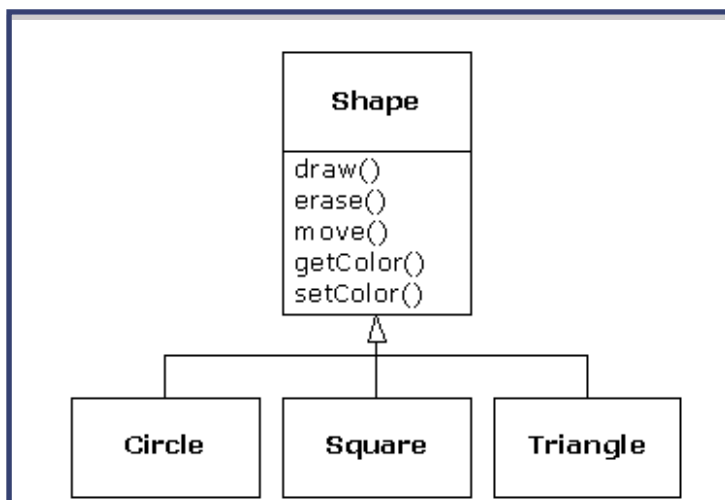 Shape
draw()
erase()
move()
getColor()
setColor()
Circle
Square
Triangle